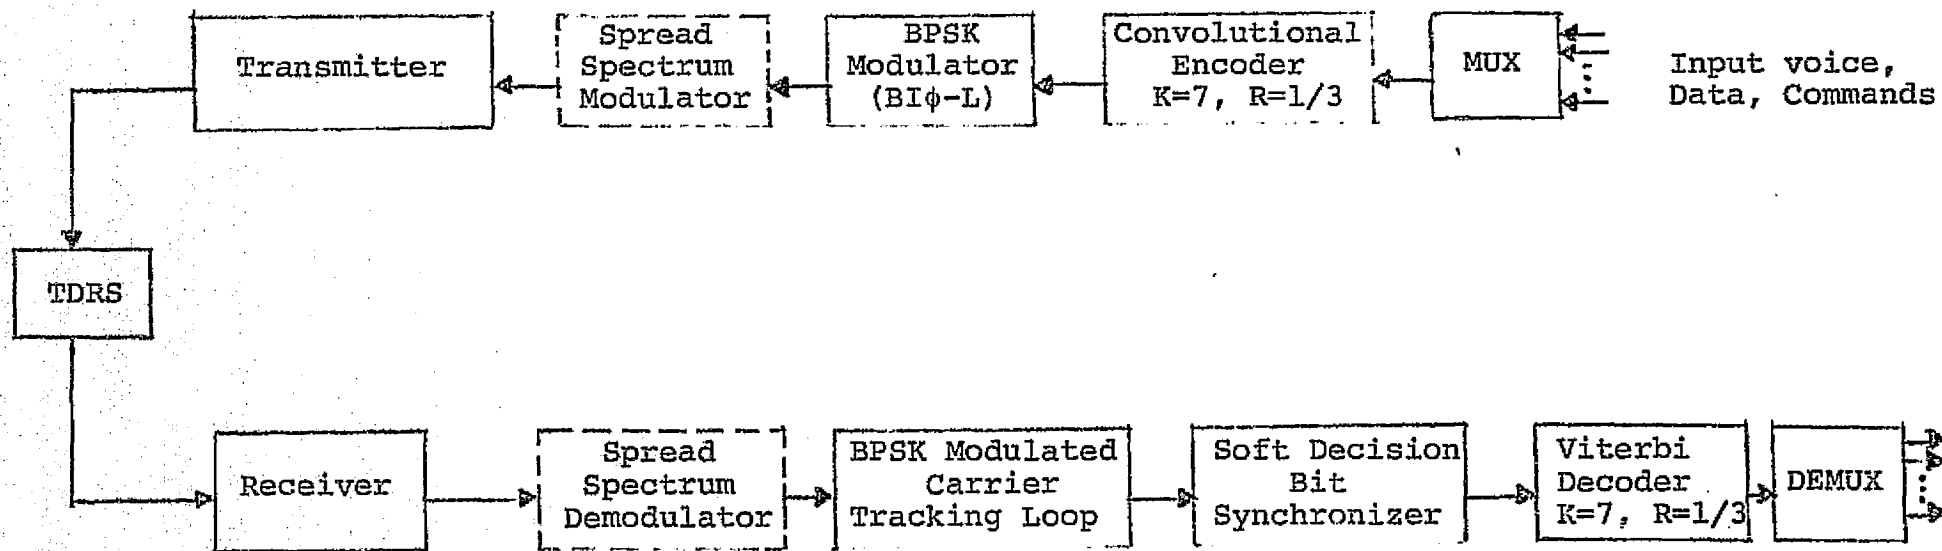 Transmitter
Spread
Spectrum
Modulator
BPSK
Modulator
(BIϕ-L)
Convolutional
Encoder
K=7, R=1/3
MUX
Input voice,
Data, Commands
TDRS
Receiver
Spread
Spectrum
Demodulator
BPSK Modulated
Carrier
Tracking Loop
Soft Decision
Bit
Synchronizer
Viterbi
Decoder
K=7, R=1/3
DEMUX